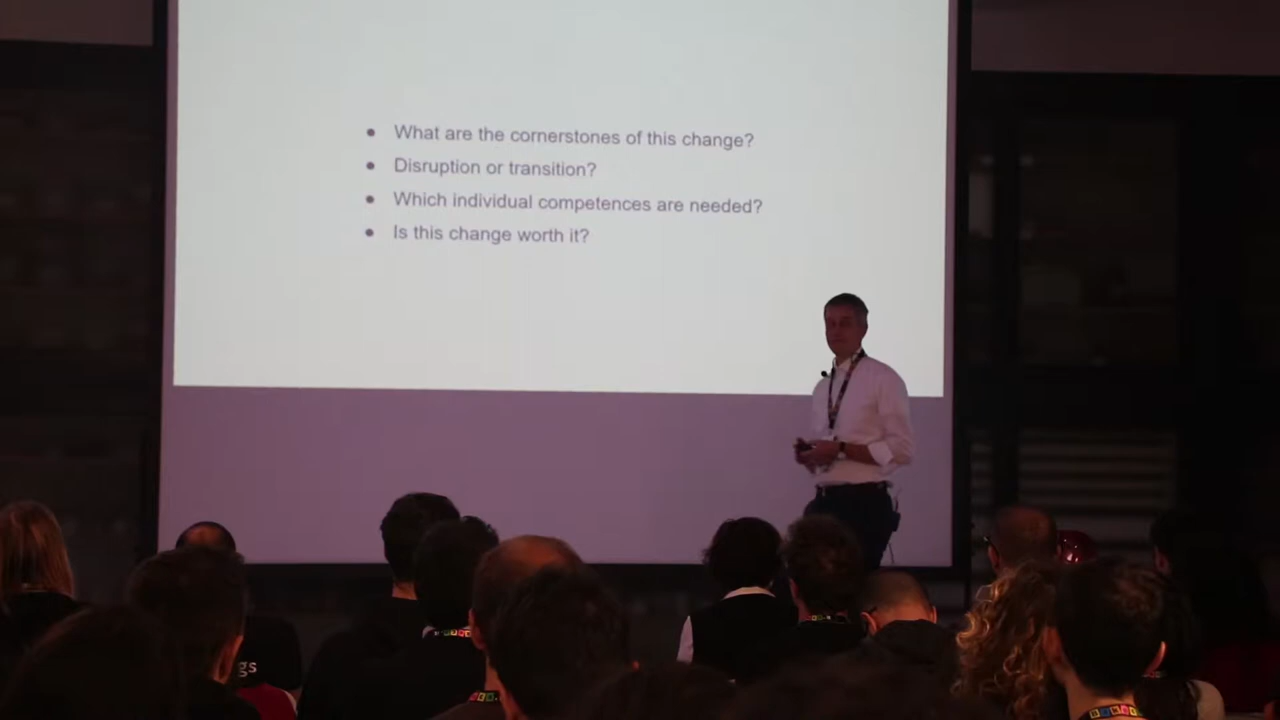 • What are the cornerstones of this change?
• Disruption or transition?
• Which individual competences are needed?
• Is this change worth it?
gs